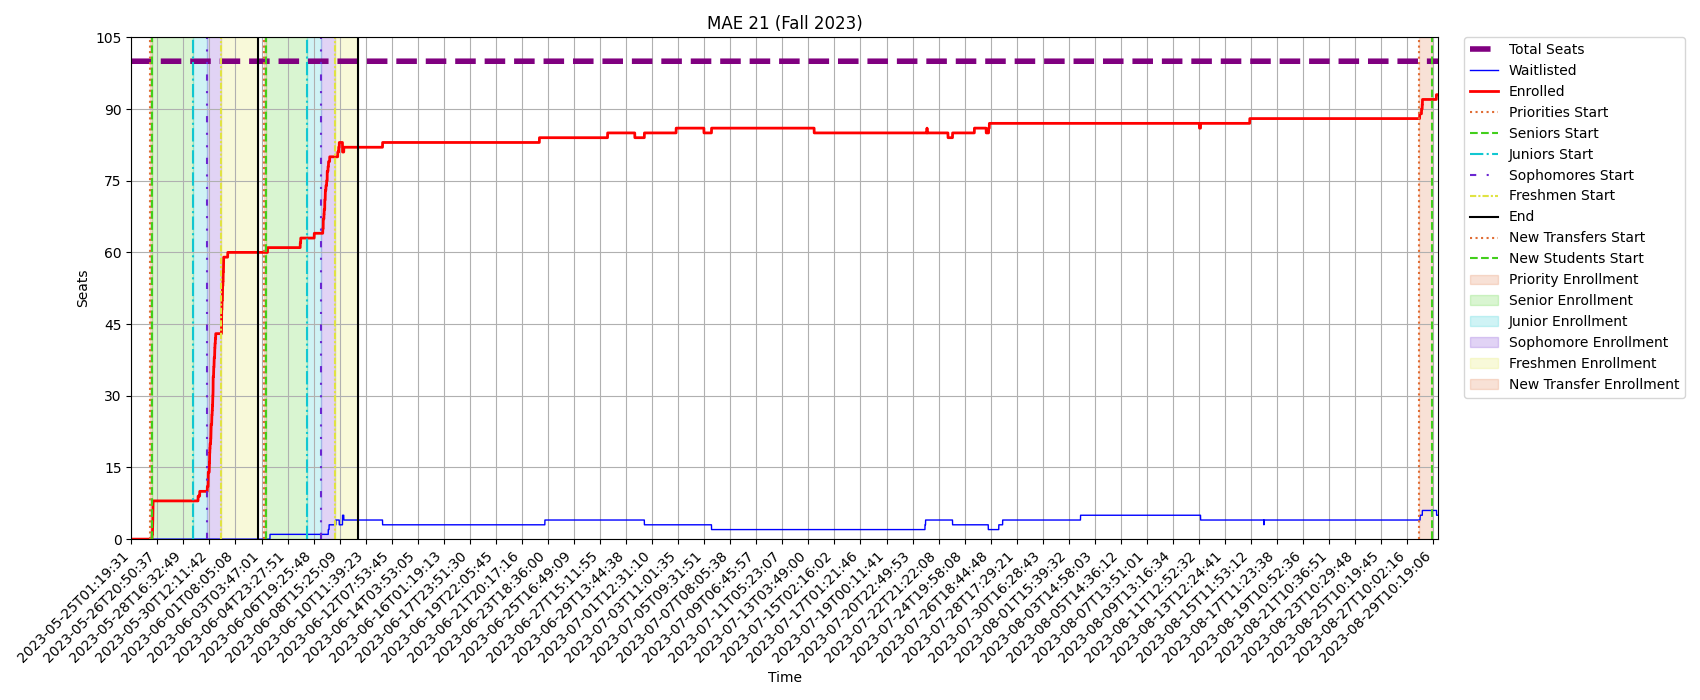 MAE 21 (Fall 2023)
105
90
75
60
45
30
15
0
Seats
2023-05-25T01:19:31
2023-05-26T20:50:37
2023-05-28T16:32:49
2023-05-30T12:11:42
2023-06-01T08:05:08
2023-06-03T03:47:01
2023-06-04T23:27:51
2023-06-06T19:25:48
2023-06-08T15:25:09
2023-06-10T11:39:23
2023-06-12T07:53:45
2023-06-14T03:53:05
2023-06-16T01:19:13
2023-06-17T23:51:30
2023-06-19T22:05:45
2023-06-21T20:17:16
2023-06-23T18:36:00
2023-06-25T16:49:09
2023-06-27T15:11:55
2023-06-29T13:44:38
2023-07-01T12:31:10
2023-07-03T11:01:35
2023-07-05T09:31:51
2023-07-07T08:05:38
2023-07-09T06:45:57
2023-07-11T05:23:07
2023-07-13T03:49:00
2023-07-15T02:16:02
2023-07-17T01:21:46
2023-07-19T00:11:41
2023-07-20T22:49:53
2023-07-22T21:22:08
2023-07-24T19:58:08
2023-07-26T18:44:48
2023-07-28T17:29:21
2023-07-30T16:28:43
2023-08-01T15:39:32
2023-08-03T14:58:03
2023-08-05T14:36:12
2023-08-07T13:51:01
2023-08-09T13:16:34
2023-08-11T12:52:32
2023-08-13T12:24:41
2023-08-15T11:53:12
2023-08-17T11:23:38
2023-08-19T10:52:36
2023-08-21T10:36:51
2023-08-23T10:29:48
2023-08-25T10:19:45
2023-08-27T10:02:16
2023-08-29T10:19:06
Time
Total Seats
Waitlisted
Enrolled
Priorities Start
Seniors Start
Juniors Start
Sophomores Start
Freshmen Start
End
New Transfers Start
New Students Start
Priority Enrollment
Senior Enrollment
Junior Enrollment
Sophomore Enrollment
Freshmen Enrollment
New Transfer Enrollment